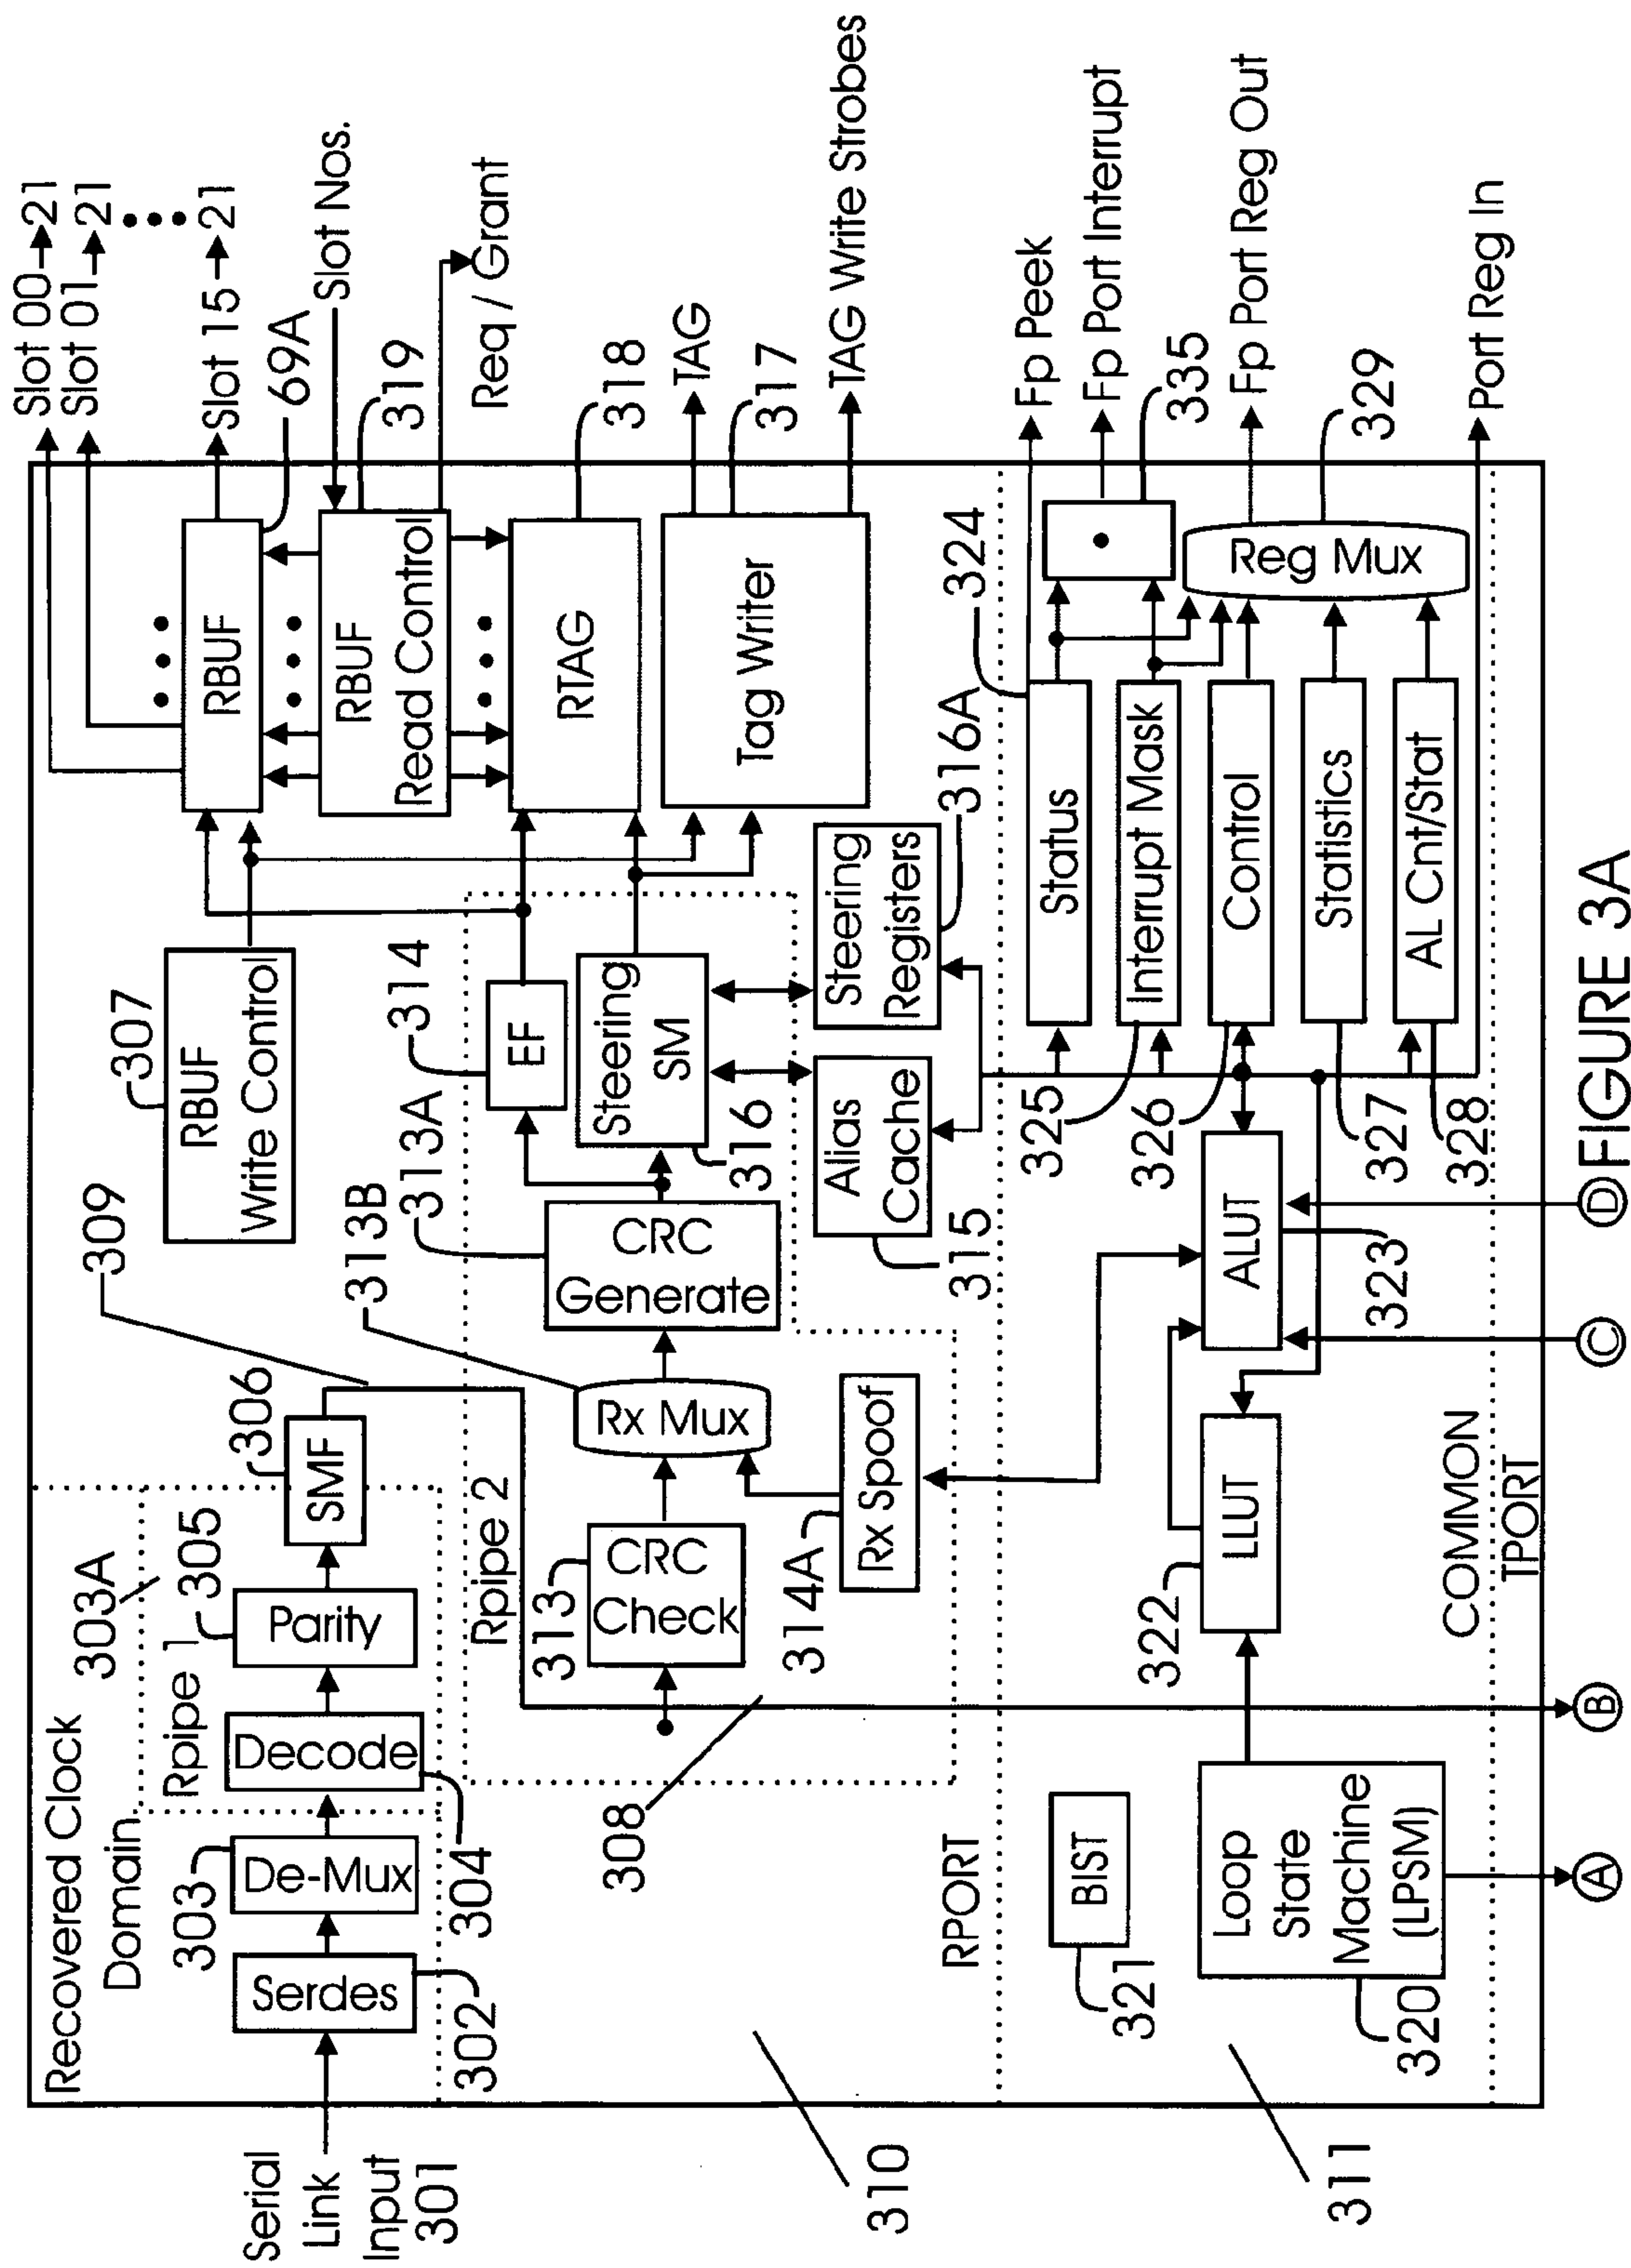 Recovered Clock
Domain
Serial
Link
Input
301
Serdes
302
De-Mux
303
Rpipe 1
303A
Decode
304
Parity
305
SMF
306
309
RBUF
Write Control
307
RBUF
69A
Slot 00→21
Slot 01→21
Slot 15→21
Slot Nos.
RBUF
Read Control
319
Req / Grant
RTAG
318
TAG
Tag Writer
317
TAG Write Strobes
Rpipe 2
CRC
Check
313
308
Rx Mux
313B
Rx Spoof
314A
CRC
Generate
313A
EF
314
Steering
SM
316
Alias
Cache
315
Steering
Registers
316A
RPORT
310
BIST
321
Loop
State
Machine
(LPSM)
320
LLUT
322
ALUT
323
Status
324
Interrupt Mask
325
Control
326
Statistics
327
AL Cnt/Stat
328
Reg Mux
329
335
Fp Peek
Fp Port Interrupt
Fp Port Reg Out
Port Reg In
COMMON
TPORT
311
A
B
C
D
FIGURE 3A